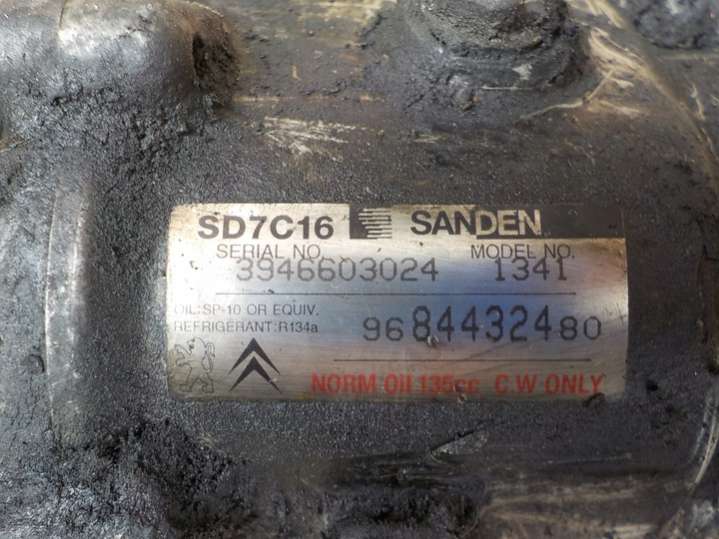 SD7C16 SANDEN
SERIAL NO. MODEL NO.
3946603024 1341
OIL:SP-10 OR EQUIV.
REFRIGERANT:R134a
9684432480
NORM OIl 135cc C.W ONLY